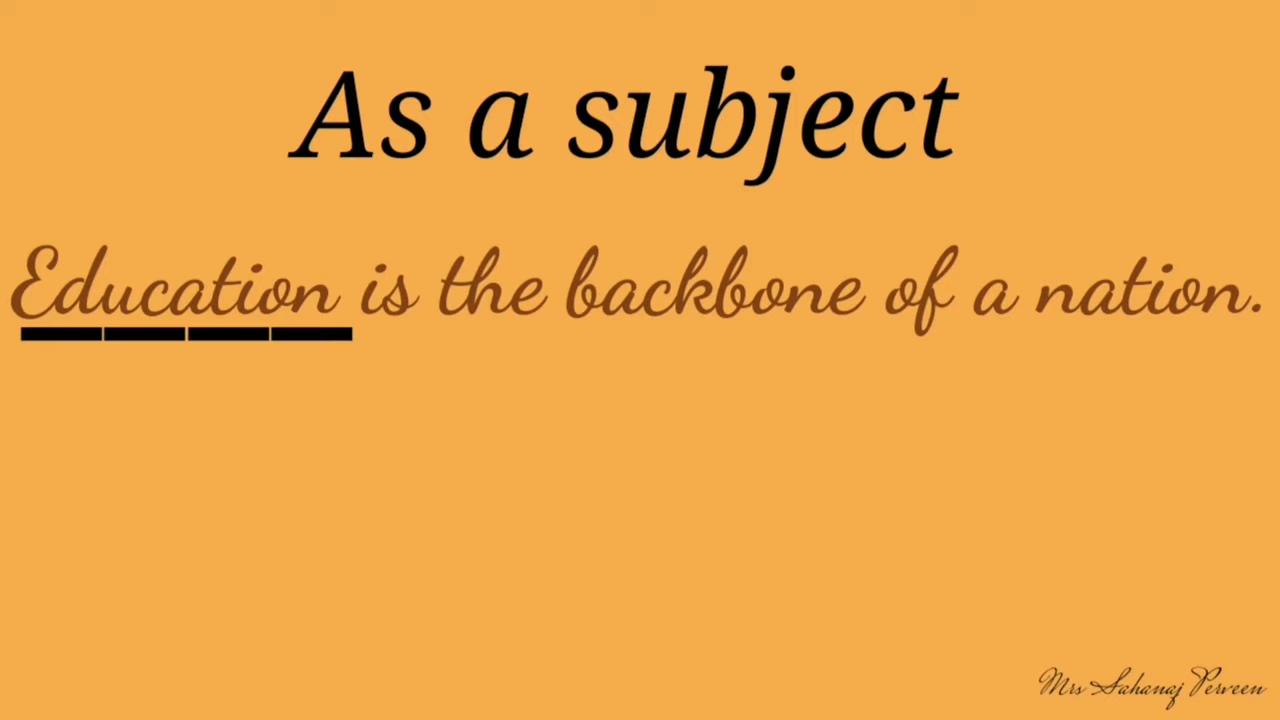 As a subject
Education is the backbone of a nation.
Mrs Sahanaj Perveen